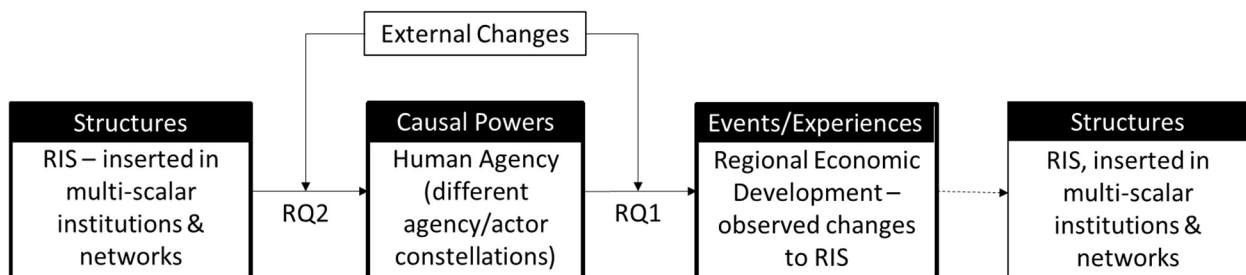 External Changes
Structures
RIS – inserted in
multi-scalar
institutions &
networks
RQ2
Causal Powers
Human Agency
(different
agency/actor
constellations)
RQ1
Events/Experiences
Regional Economic
Development –
observed changes
to RIS
Structures
RIS, inserted in
multi-scalar
institutions &
networks